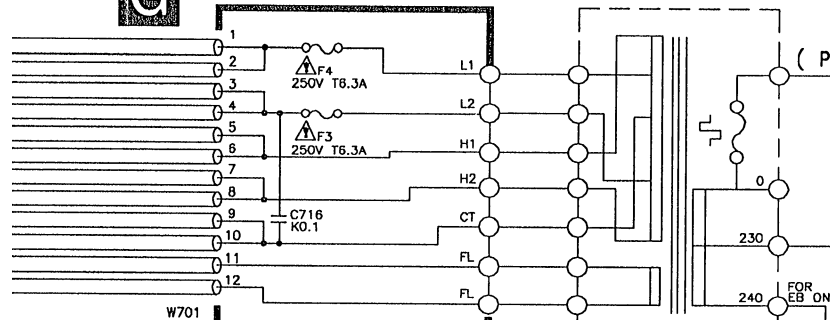 G
1
2
3
4
5
6
7
8
9
10
11
12
F4
250V T6.3A
F3
250V T6.3A
C716
K0.1
W701
L1
L2
H1
H2
CT
FL
FL
( P
0
230
240
FOR
EB ON